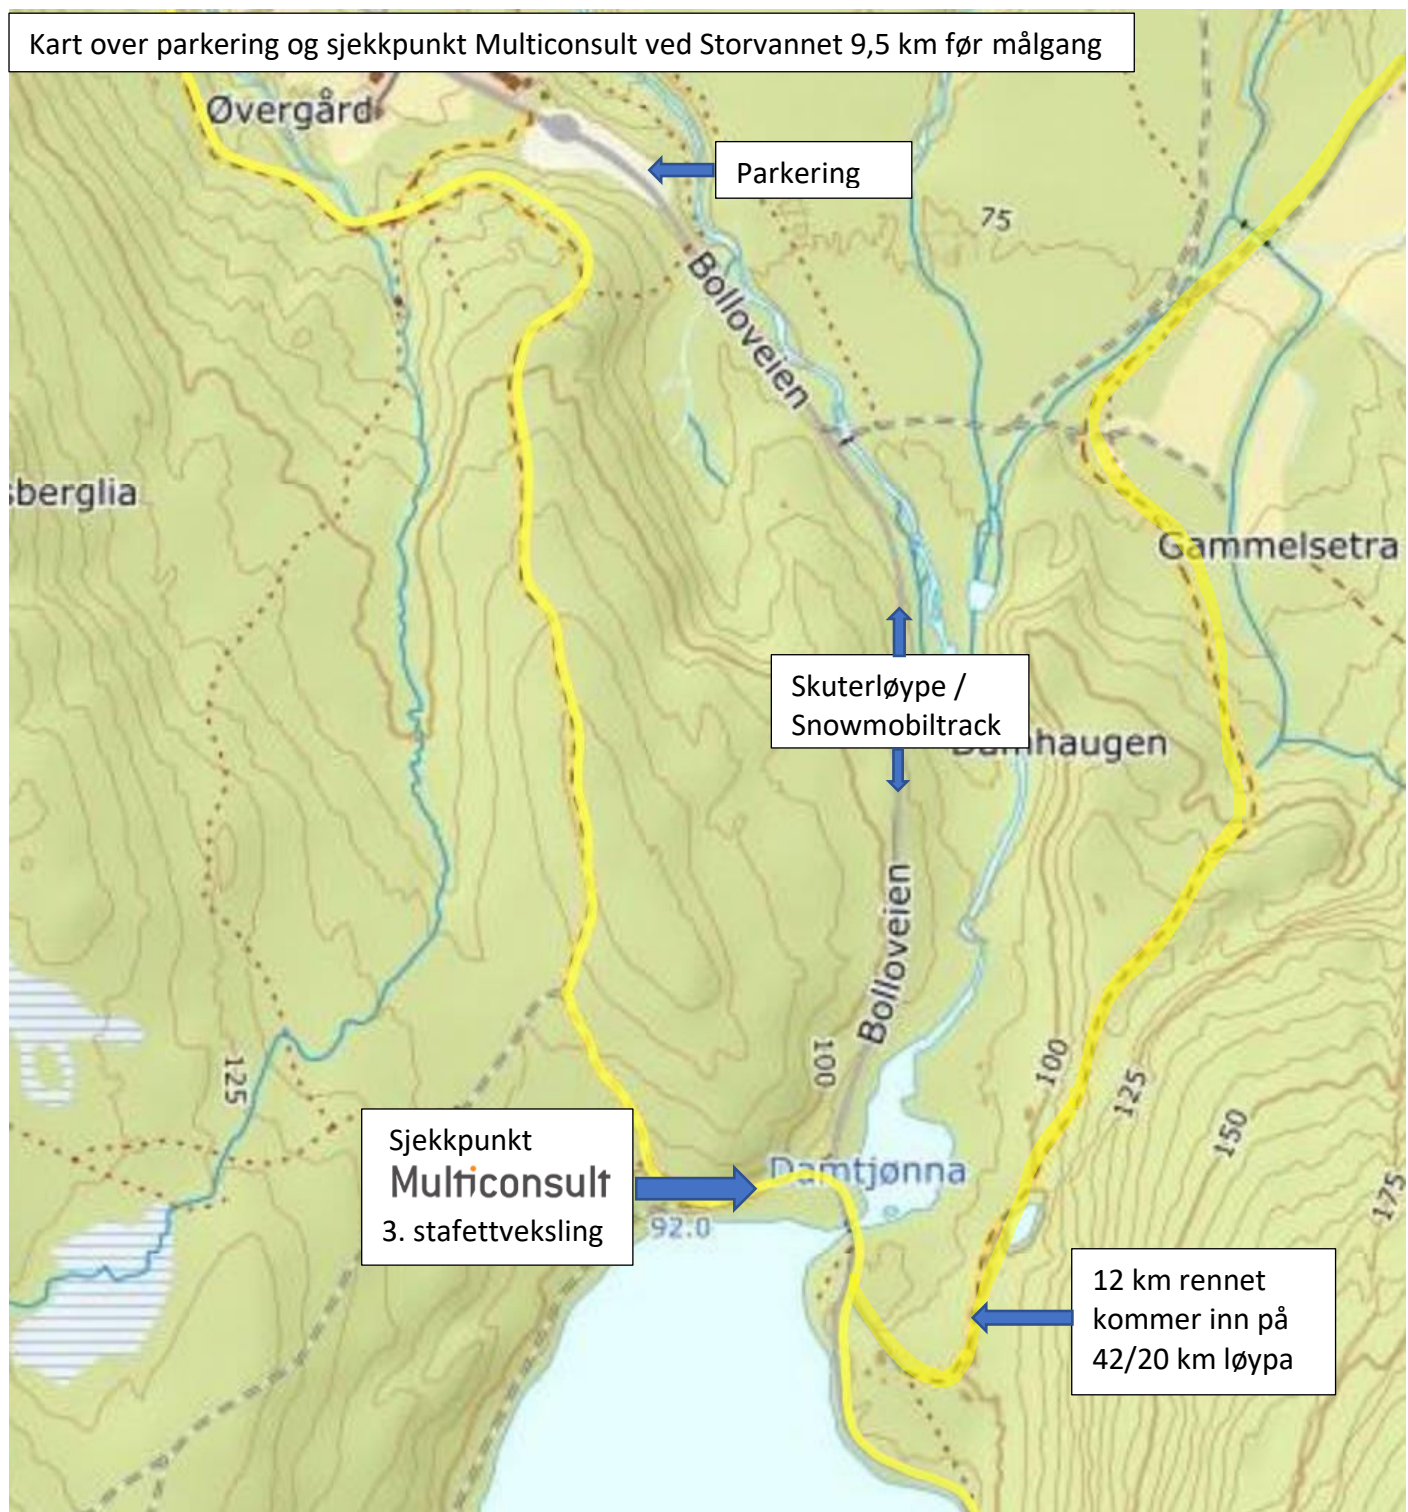 Kart over parkering og sjekkpunkt Multiconsult ved Storvannet 9,5 km før målgang
Øvergård
Parkering
75
Bolloveien
sberglia
Gammelsetra
Skuterløype /
Snowmobiltrack
Damhaugen
Bolloveien
100
100
125
125
150
175
Sjekkpunkt
Multiconsult
3. stafettveksling
Damtjønna
92.0
12 km rennet
kommer inn på
42/20 km løypa